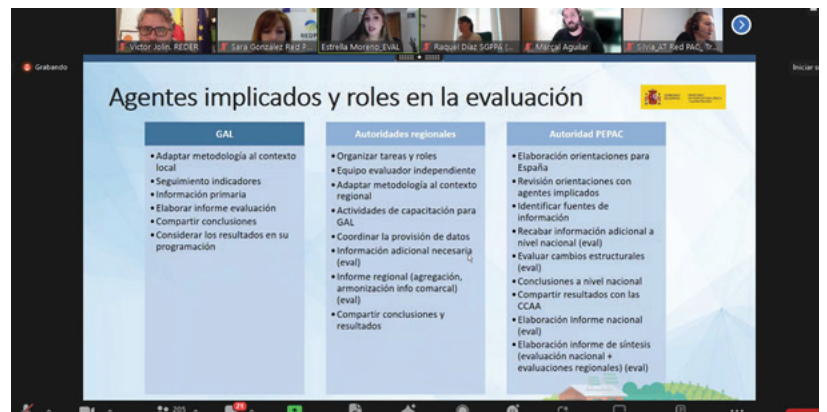 Victor Jolin. REDER
Sara González Red P...
Estrella Moreno_EVAL
Raquel Díaz SGPPA (...
Marçal Aguilar
Silvia_AT Red PAC_ Tr...
Grabando
Iniciar se
Agentes implicados y roles en la evaluación
GAL
• Adaptar metodología al contexto
local
• Seguimiento indicadores
• Información primaria
• Elaborar informe evaluación
• Compartir conclusiones
• Considerar los resultados en su
programación
Autoridades regionales
• Organizar tareas y roles
• Equipo evaluador independiente
• Adaptar metodología al contexto
regional
• Actividades de capacitación para
GAL
• Coordinar la provisión de datos
• Información adicional necesaria
(eval)
• Informe regional (agregación,
armonización info comarcal)
(eval)
• Compartir conclusiones y
resultados
Autoridad PEPAC
• Elaboración orientaciones para
España
• Revisión orientaciones con
agentes implicados
• Identificar fuentes de
información
• Recabar información adicional a
nivel nacional (eval)
• Evaluar cambios estructurales
(eval)
• Conclusiones a nivel nacional
• Compartir resultados con las
CCAA
• Elaboración Informe nacional
(eval)
• Elaboración informe de síntesis
(evaluación nacional +
evaluaciones regionales) (eval)
205
21